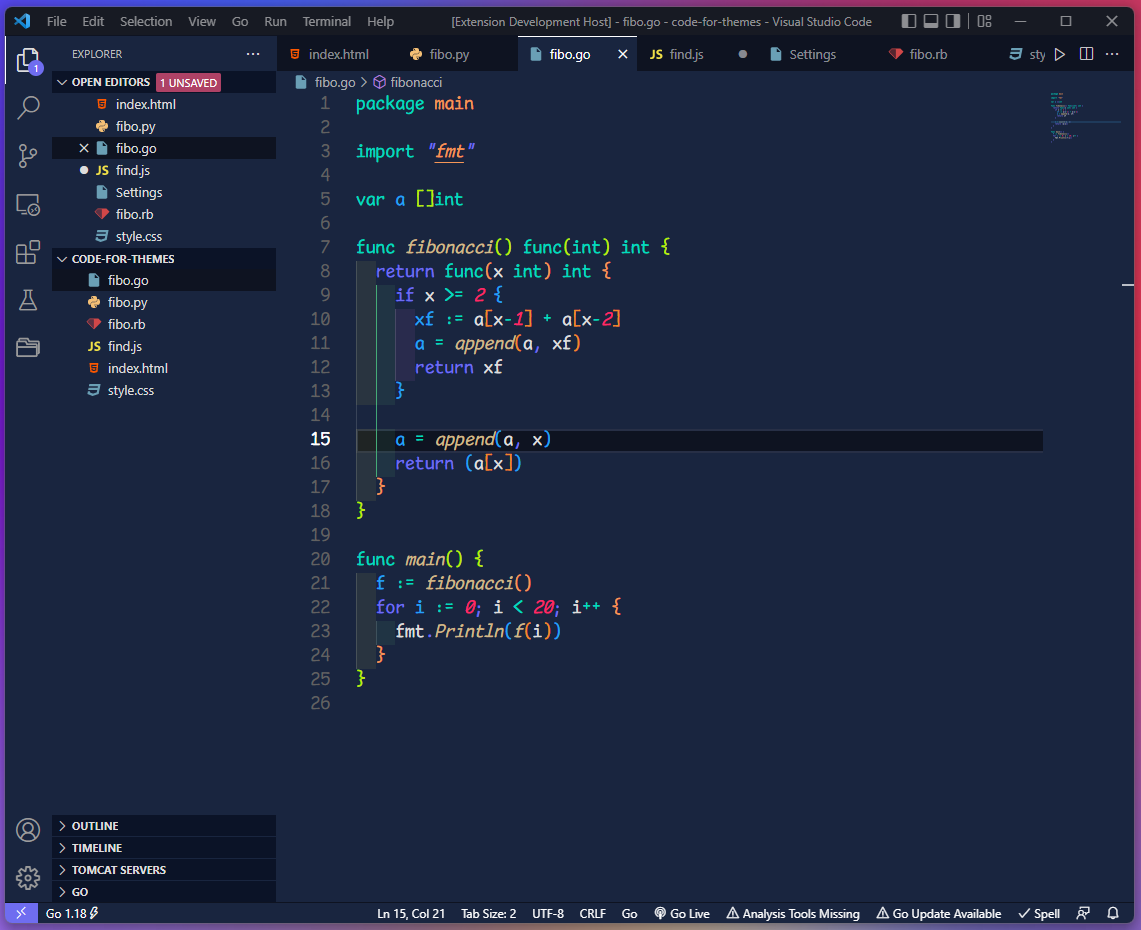 File Edit Selection View Go Run Terminal Help [Extension Development Host] - fibo.go - code-for-themes - Visual Studio Code
EXPLORER
index.html fibo.py fibo.go JS find.js Settings fibo.rb sty
1
OPEN EDITORS 1 UNSAVED
index.html
fibo.py
fibo.go
JS find.js
Settings
fibo.rb
style.css
CODE-FOR-THEMES
fibo.go
fibo.py
fibo.rb
JS find.js
index.html
style.css
OUTLINE
TIMELINE
TOMCAT SERVERS
GO
fibo.go > fibonacci
1 package main
2
3 import "fmt"
4
5 var a []int
6
7 func fibonacci() func(int) int {
8 return func(x int) int {
9 if x >= 2 {
10 xf := a[x-1] + a[x-2]
11 a = append(a, xf)
12 return xf
13 }
14
15 a = append(a, x)
16 return (a[x])
17 }
18 }
19
20 func main() {
21 f := fibonacci()
22 for i := 0; i < 20; i++ {
23 fmt.Println(f(i))
24 }
25 }
26
Go 1.18 Ln 15, Col 21 Tab Size: 2 UTF-8 CRLF Go Go Live Analysis Tools Missing Go Update Available Spell